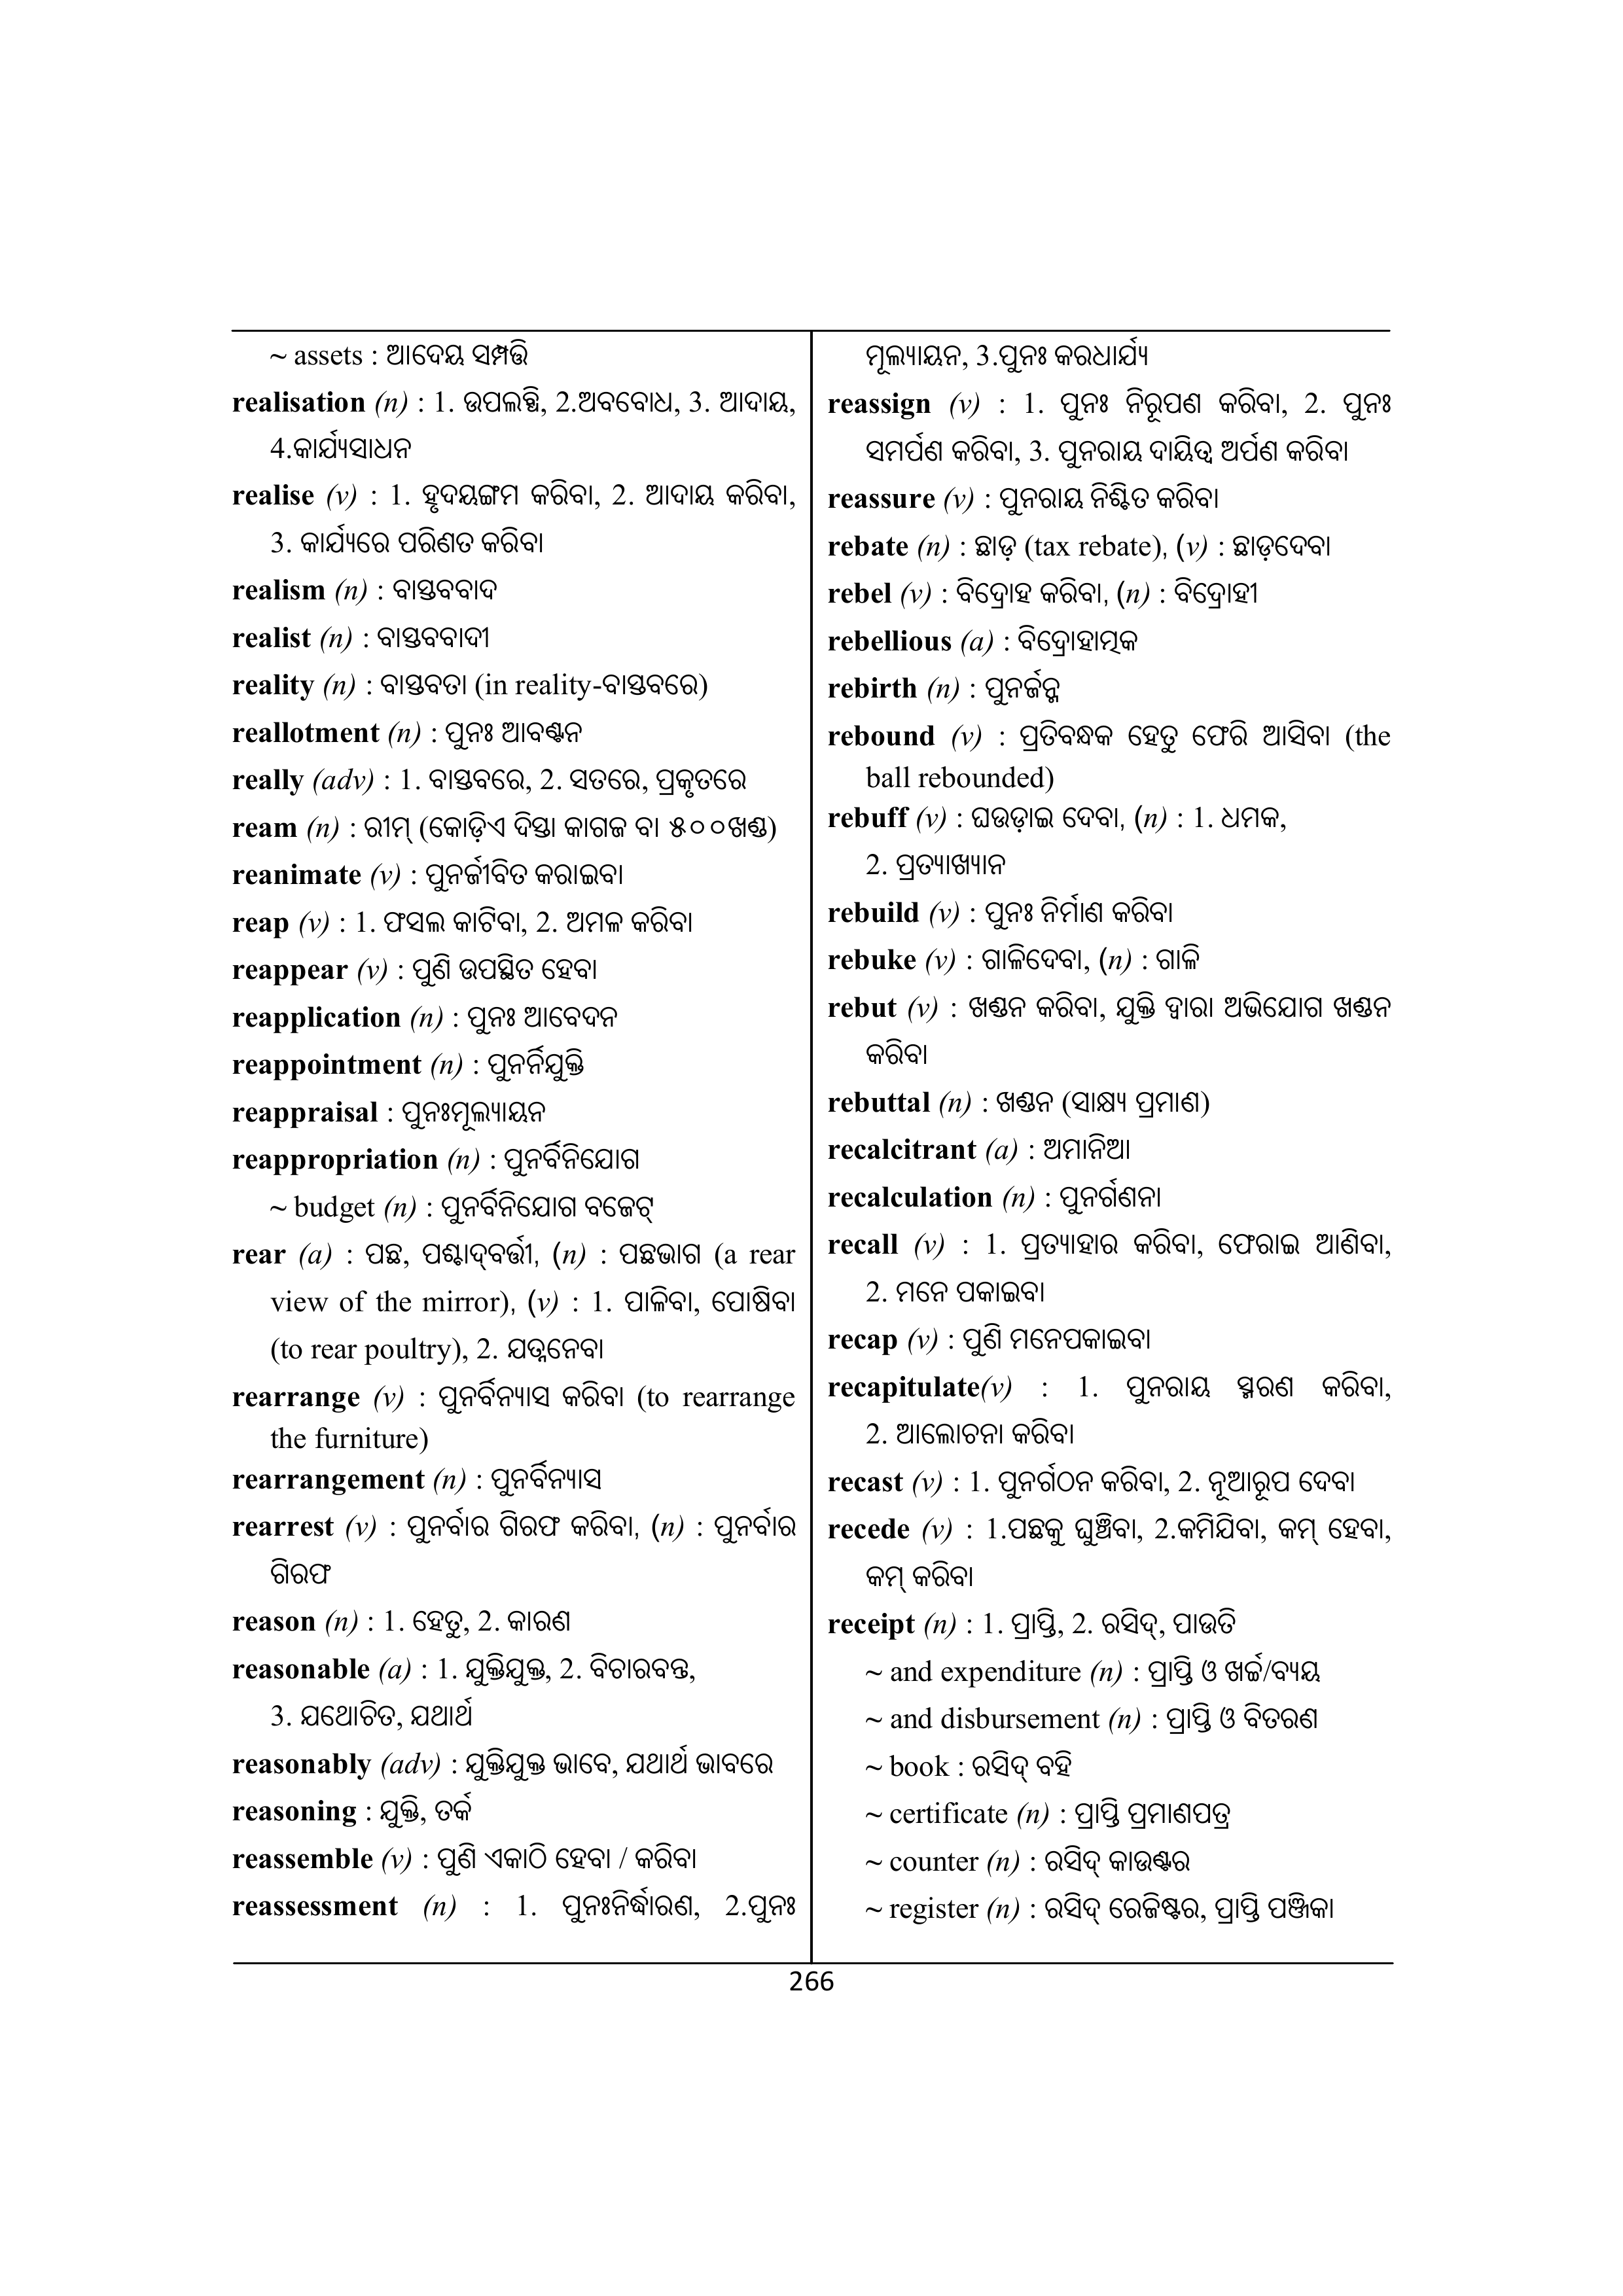 ~ assets : ଆଦେୟ ସମ୍ପତ୍ତି
realisation (n) : 1. ଉପଲବ୍ଧି, 2.ଅବବୋଧ, 3. ଆଦାୟ,
4.କାର୍ଯ୍ୟସାଧନ
realise (v) : 1. ହୃଦୟଙ୍ଗମ କରିବା, 2. ଆଦାୟ କରିବା,
3. କାର୍ଯ୍ୟରେ ପରିଣତ କରିବା
realism (n) : ବାସ୍ତବବାଦ
realist (n) : ବାସ୍ତବବାଦୀ
reality (n) : ବାସ୍ତବତା (in reality-ବାସ୍ତବରେ)
reallotment (n) : ପୁନଃ ଆବଣ୍ଟନ
really (adv) : 1. ବାସ୍ତବରେ, 2. ସତରେ, ପ୍ରକୃତରେ
ream (n) : ରୀମ୍ (କୋଡ଼ିଏ ଦିସ୍ତା କାଗଜ ବା ୫୦୦ଖଣ୍ଡ)
reanimate (v) : ପୁନର୍ଜୀବିତ କରାଇବା
reap (v) : 1. ଫସଲ କାଟିବା, 2. ଅମଳ କରିବା
reappear (v) : ପୁଣି ଉପସ୍ଥିତ ହେବା
reapplication (n) : ପୁନଃ ଆବେଦନ
reappointment (n) : ପୁନର୍ନିଯୁକ୍ତି
reappraisal : ପୁନଃମୂଲ୍ୟାୟନ
reappropriation (n) : ପୁନର୍ବିନିଯୋଗ
~ budget (n) : ପୁନର୍ବିନିଯୋଗ ବଜେଟ୍
rear (a) : ପଛ, ପଶ୍ଚାଦ୍‌ବର୍ତ୍ତୀ, (n) : ପଛଭାଗ (a rear
view of the mirror), (v) : 1. ପାଳିବା, ପୋଷିବା
(to rear poultry), 2. ଯତ୍ନନେବା
rearrange (v) : ପୁନର୍ବିନ୍ୟାସ କରିବା (to rearrange
the furniture)
rearrangement (n) : ପୁନର୍ବିନ୍ୟାସ
rearrest (v) : ପୁନର୍ବାର ଗିରଫ କରିବା, (n) : ପୁନର୍ବାର
ଗିରଫ
reason (n) : 1. ହେତୁ, 2. କାରଣ
reasonable (a) : 1. ଯୁକ୍ତିଯୁକ୍ତ, 2. ବିଚାରବନ୍ତ,
3. ଯଥୋଚିତ, ଯଥାର୍ଥ
reasonably (adv) : ଯୁକ୍ତିଯୁକ୍ତ ଭାବେ, ଯଥାର୍ଥ ଭାବରେ
reasoning : ଯୁକ୍ତି, ତର୍କ
reassemble (v) : ପୁଣି ଏକାଠି ହେବା / କରିବା
reassessment (n) : 1. ପୁନଃନିର୍ଦ୍ଧାରଣ, 2.ପୁନଃ
ମୂଲ୍ୟାୟନ, 3.ପୁନଃ କରଧାର୍ଯ୍ୟ
reassign (v) : 1. ପୁନଃ ନିରୂପଣ କରିବା, 2. ପୁନଃ
ସମର୍ପଣ କରିବା, 3. ପୁନରାୟ ଦାୟିତ୍ୱ ଅର୍ପଣ କରିବା
reassure (v) : ପୁନରାୟ ନିଶ୍ଚିତ କରିବା
rebate (n) : ଛାଡ଼ (tax rebate), (v) : ଛାଡ଼ଦେବା
rebel (v) : ବିଦ୍ରୋହ କରିବା, (n) : ବିଦ୍ରୋହୀ
rebellious (a) : ବିଦ୍ରୋହାତ୍ମକ
rebirth (n) : ପୁନର୍ଜନ୍ମ
rebound (v) : ପ୍ରତିବନ୍ଧକ ହେତୁ ଫେରି ଆସିବା (the
ball rebounded)
rebuff (v) : ଘଉଡ଼ାଇ ଦେବା, (n) : 1. ଧମକ,
2. ପ୍ରତ୍ୟାଖ୍ୟାନ
rebuild (v) : ପୁନଃ ନିର୍ମାଣ କରିବା
rebuke (v) : ଗାଳିଦେବା, (n) : ଗାଳି
rebut (v) : ଖଣ୍ଡନ କରିବା, ଯୁକ୍ତି ଦ୍ୱାରା ଅଭିଯୋଗ ଖଣ୍ଡନ
କରିବା
rebuttal (n) : ଖଣ୍ଡନ (ସାକ୍ଷ୍ୟ ପ୍ରମାଣ)
recalcitrant (a) : ଅମାନିଆ
recalculation (n) : ପୁନର୍ଗଣନା
recall (v) : 1. ପ୍ରତ୍ୟାହାର କରିବା, ଫେରାଇ ଆଣିବା,
2. ମନେ ପକାଇବା
recap (v) : ପୁଣି ମନେପକାଇବା
recapitulate(v) : 1. ପୁନରାୟ ସ୍ମରଣ କରିବା,
2. ଆଲୋଚନା କରିବା
recast (v) : 1. ପୁନର୍ଗଠନ କରିବା, 2. ନୂଆରୂପ ଦେବା
recede (v) : 1.ପଛକୁ ଘୁଞ୍ଚିବା, 2.କମିଯିବା, କମ୍ ହେବା,
କମ୍ କରିବା
receipt (n) : 1. ପ୍ରାପ୍ତି, 2. ରସିଦ୍, ପାଉତି
~ and expenditure (n) : ପ୍ରାପ୍ତି ଓ ଖର୍ଚ୍ଚ/ବ୍ୟୟ
~ and disbursement (n) : ପ୍ରାପ୍ତି ଓ ବିତରଣ
~ book : ରସିଦ୍ ବହି
~ certificate (n) : ପ୍ରାପ୍ତି ପ୍ରମାଣପତ୍ର
~ counter (n) : ରସିଦ୍ କାଉଣ୍ଟର
~ register (n) : ରସିଦ୍ ରେଜିଷ୍ଟର, ପ୍ରାପ୍ତି ପଞ୍ଜିକା
266